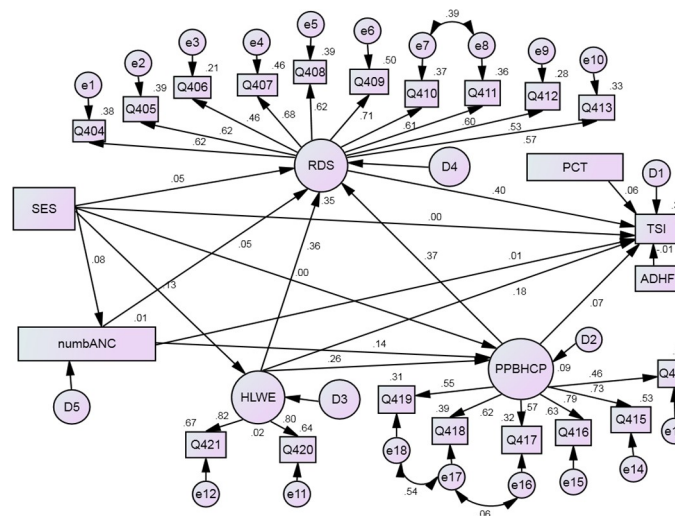 e5
.39
e3
e4
.39
e6
e7
e8
e9
e2
.21
.46
Q408
.50
.37
.36
e10
e1
.39
Q406
Q407
Q409
Q410
Q411
.28
.33
.38
Q405
Q412
Q413
Q404
.46
.68
.62
.71
.61
.60
.53
.62
.62
.57
RDS
D4
PCT
D1
.35
.40
.06
.05
SES
.00
TSI
.05
.36
.37
.01
-.01
.08
.00
.18
ADHF
.13
.01
.07
numbANC
.14
D2
.26
PPBHCP
.09
.31
.46
HLWE
D3
.55
.73
D5
Q419
.39
.62
.57
.79
.53
.67
.82
.80
.64
.32
.63
Q415
.02
Q418
Q416
Q421
Q420
Q417
e18
e14
e17
e15
e12
e11
.54
e16
.06